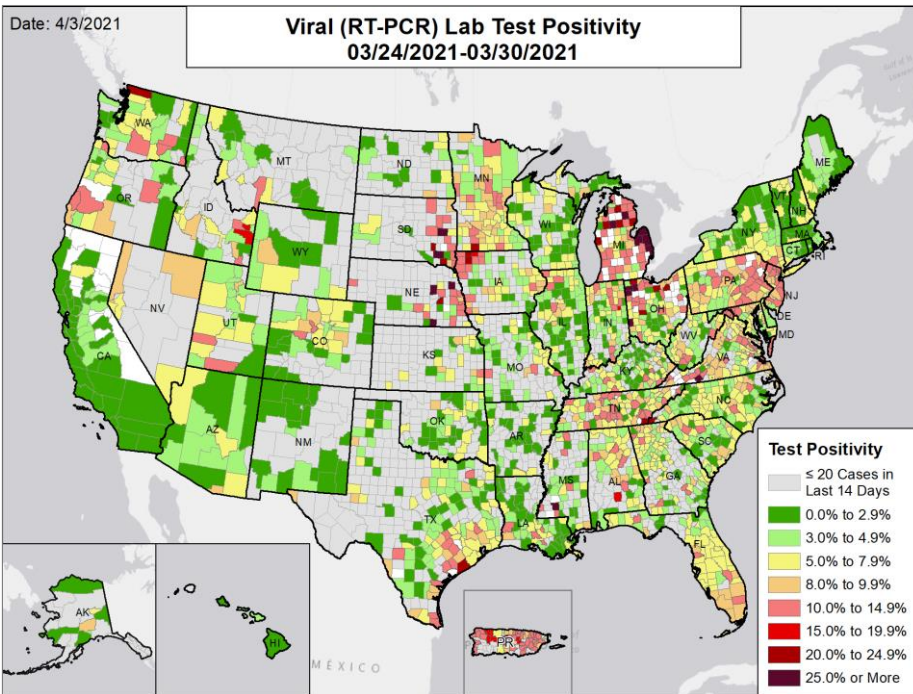 Date: 4/3/2021
Viral (RT-PCR) Lab Test Positivity
03/24/2021-03/30/2021
WA
MT
ND
MN
ME
OR
ID
SD
WI
MI
VT
NH
NY
MA
CT
RI
WY
IA
PA
NJ
NE
NV
UT
CO
IL
IN
OH
DE
MD
WV
VA
CA
KS
MO
KY
NC
TN
OK
AR
SC
AZ
NM
MS
AL
GA
TX
LA
FL
AK
HI
PR
MÉXICO
Test Positivity
≤ 20 Cases in
Last 14 Days
0.0% to 2.9%
3.0% to 4.9%
5.0% to 7.9%
8.0% to 9.9%
10.0% to 14.9%
15.0% to 19.9%
20.0% to 24.9%
25.0% or More